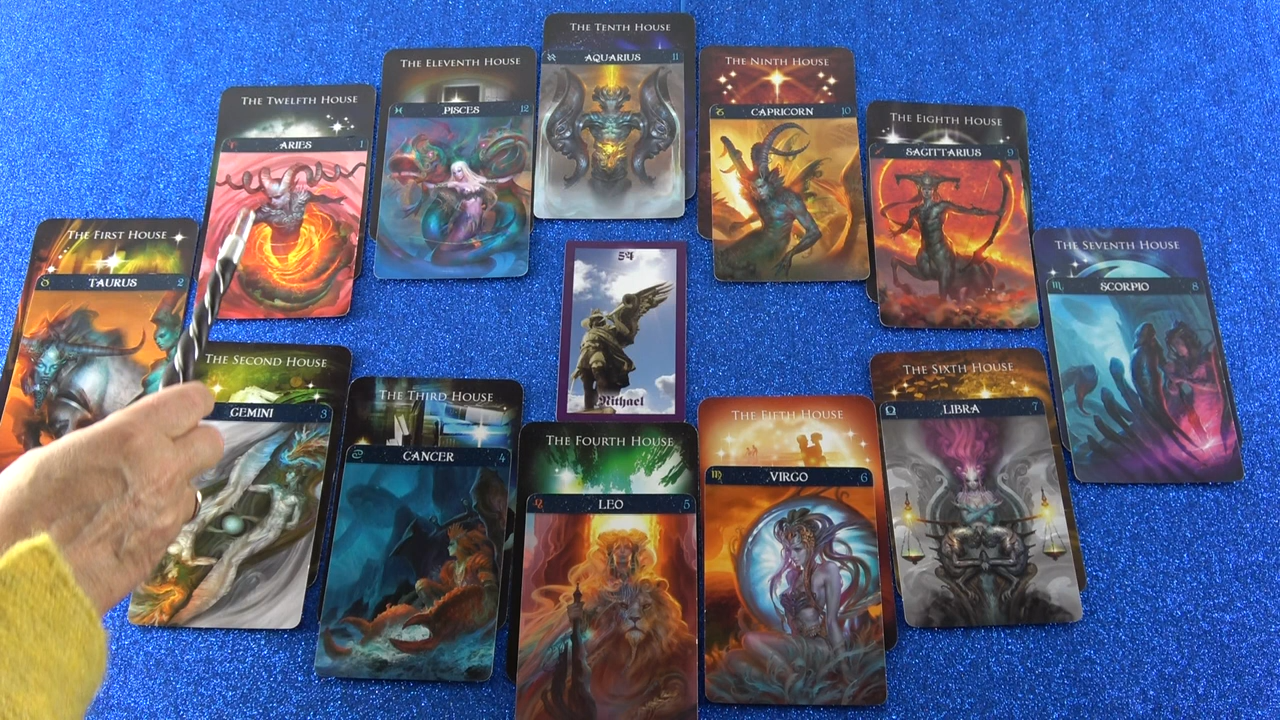 THE TENTH HOUSE
AQUARIUS 11
THE ELEVENTH HOUSE
PISCES 12
THE NINTH HOUSE
CAPRICORN 10
THE TWELFTH HOUSE
ARIES 1
THE EIGHTH HOUSE
SAGITTARIUS 9
THE FIRST HOUSE
TAURUS 2
THE SEVENTH HOUSE
SCORPIO 8
54
Nithael
THE SECOND HOUSE
GEMINI 3
THE THIRD HOUSE
CANCER 4
THE FOURTH HOUSE
LEO 5
THE FIFTH HOUSE
VIRGO 6
THE SIXTH HOUSE
LIBRA 7